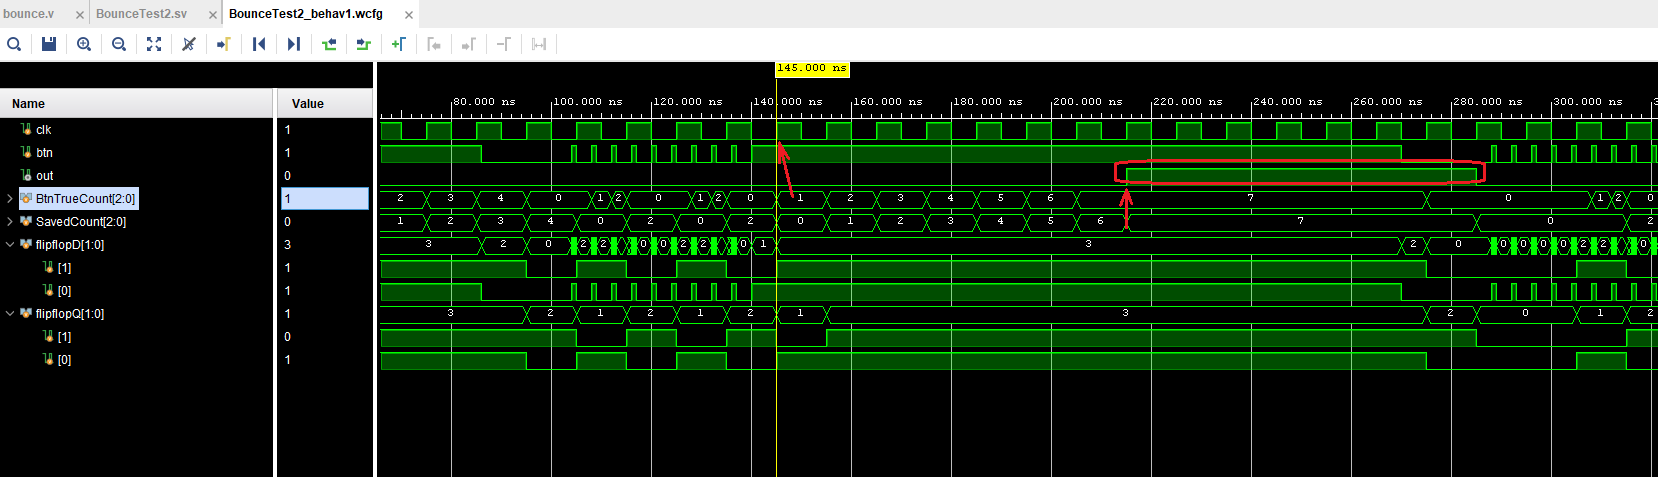 bounce.v × BounceTest2.sv × BounceTest2_behav1.wcfg ×
145.000 ns
Name Value
80.000 ns 100.000 ns 120.000 ns 140.000 ns 160.000 ns 180.000 ns 200.000 ns 220.000 ns 240.000 ns 260.000 ns 280.000 ns 300.000 ns
clk 1
btn 1
out 0
BtnTrueCount[2:0] 1 2 3 4 0 1 2 0 1 2 0 1 2 3 4 5 6 7 0 1 2 0
SavedCount[2:0] 0 1 2 3 4 0 2 0 2 0 1 2 3 4 5 6 7 0 2
flipflopD[1:0] 3 3 2 0 2 2 0 0 2 2 0 0 1 3 2 0 0 0 0 0 2 2 0
[1] 1
[0] 1
flipflopQ[1:0] 1 3 2 1 2 1 2 1 3 2 0 1 2
[1] 0
[0] 1